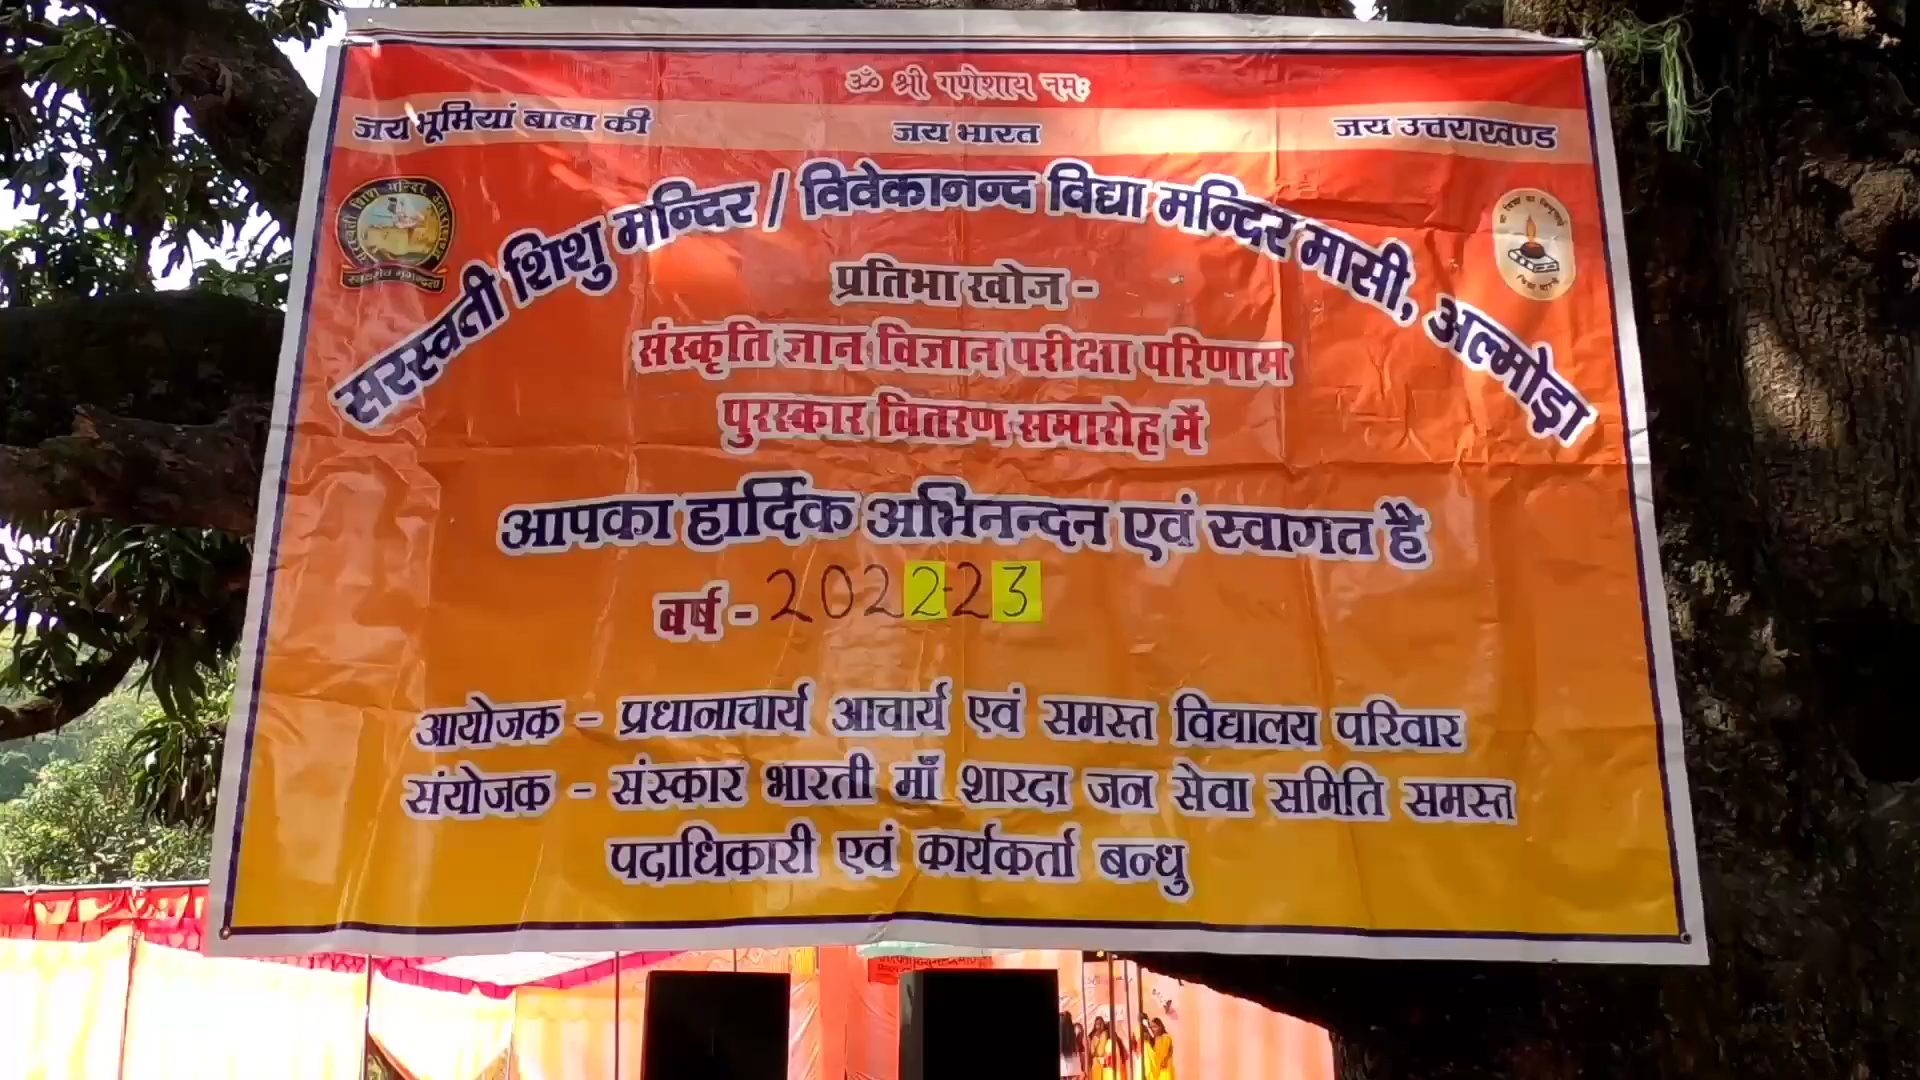 ॐ श्री गणेशाय नमः
जय भूमियां बाबा की जय भारत जय उत्तराखण्ड
सरस्वती शिशु मन्दिर / विवेकानन्द विद्या मन्दिर मासी, अल्मोड़ा
प्रतिभा खोज -
संस्कृति ज्ञान विज्ञान परीक्षा परिणाम
पुरस्कार वितरण समारोह में
आपका हार्दिक अभिनन्दन एवं स्वागत है
वर्ष - 2022-23
आयोजक - प्रधानाचार्य आचार्य एवं समस्त विद्यालय परिवार
संयोजक - संस्कार भारती माँ शारदा जन सेवा समिति समस्त
पदाधिकारी एवं कार्यकर्ता बन्धु